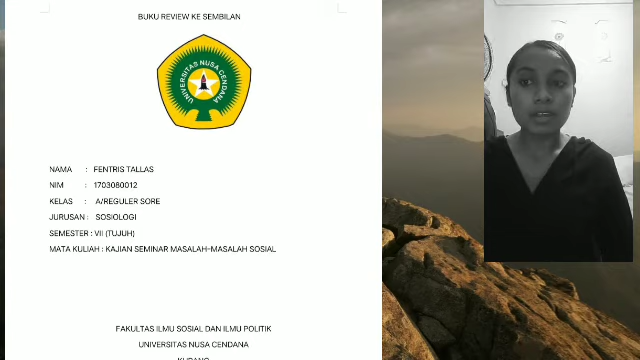 BUKU REVIEW KE SEMBILAN
UNIVERSITAS NUSA CENDANA
NAMA : FENTRIS TALLAS
NIM : 1703080012
KELAS : A/REGULER SORE
JURUSAN : SOSIOLOGI
SEMESTER : VII (TUJUH)
MATA KULIAH : KAJIAN SEMINAR MASALAH-MASALAH SOSIAL
FAKULTAS ILMU SOSIAL DAN ILMU POLITIK
UNIVERSITAS NUSA CENDANA
KUPANG